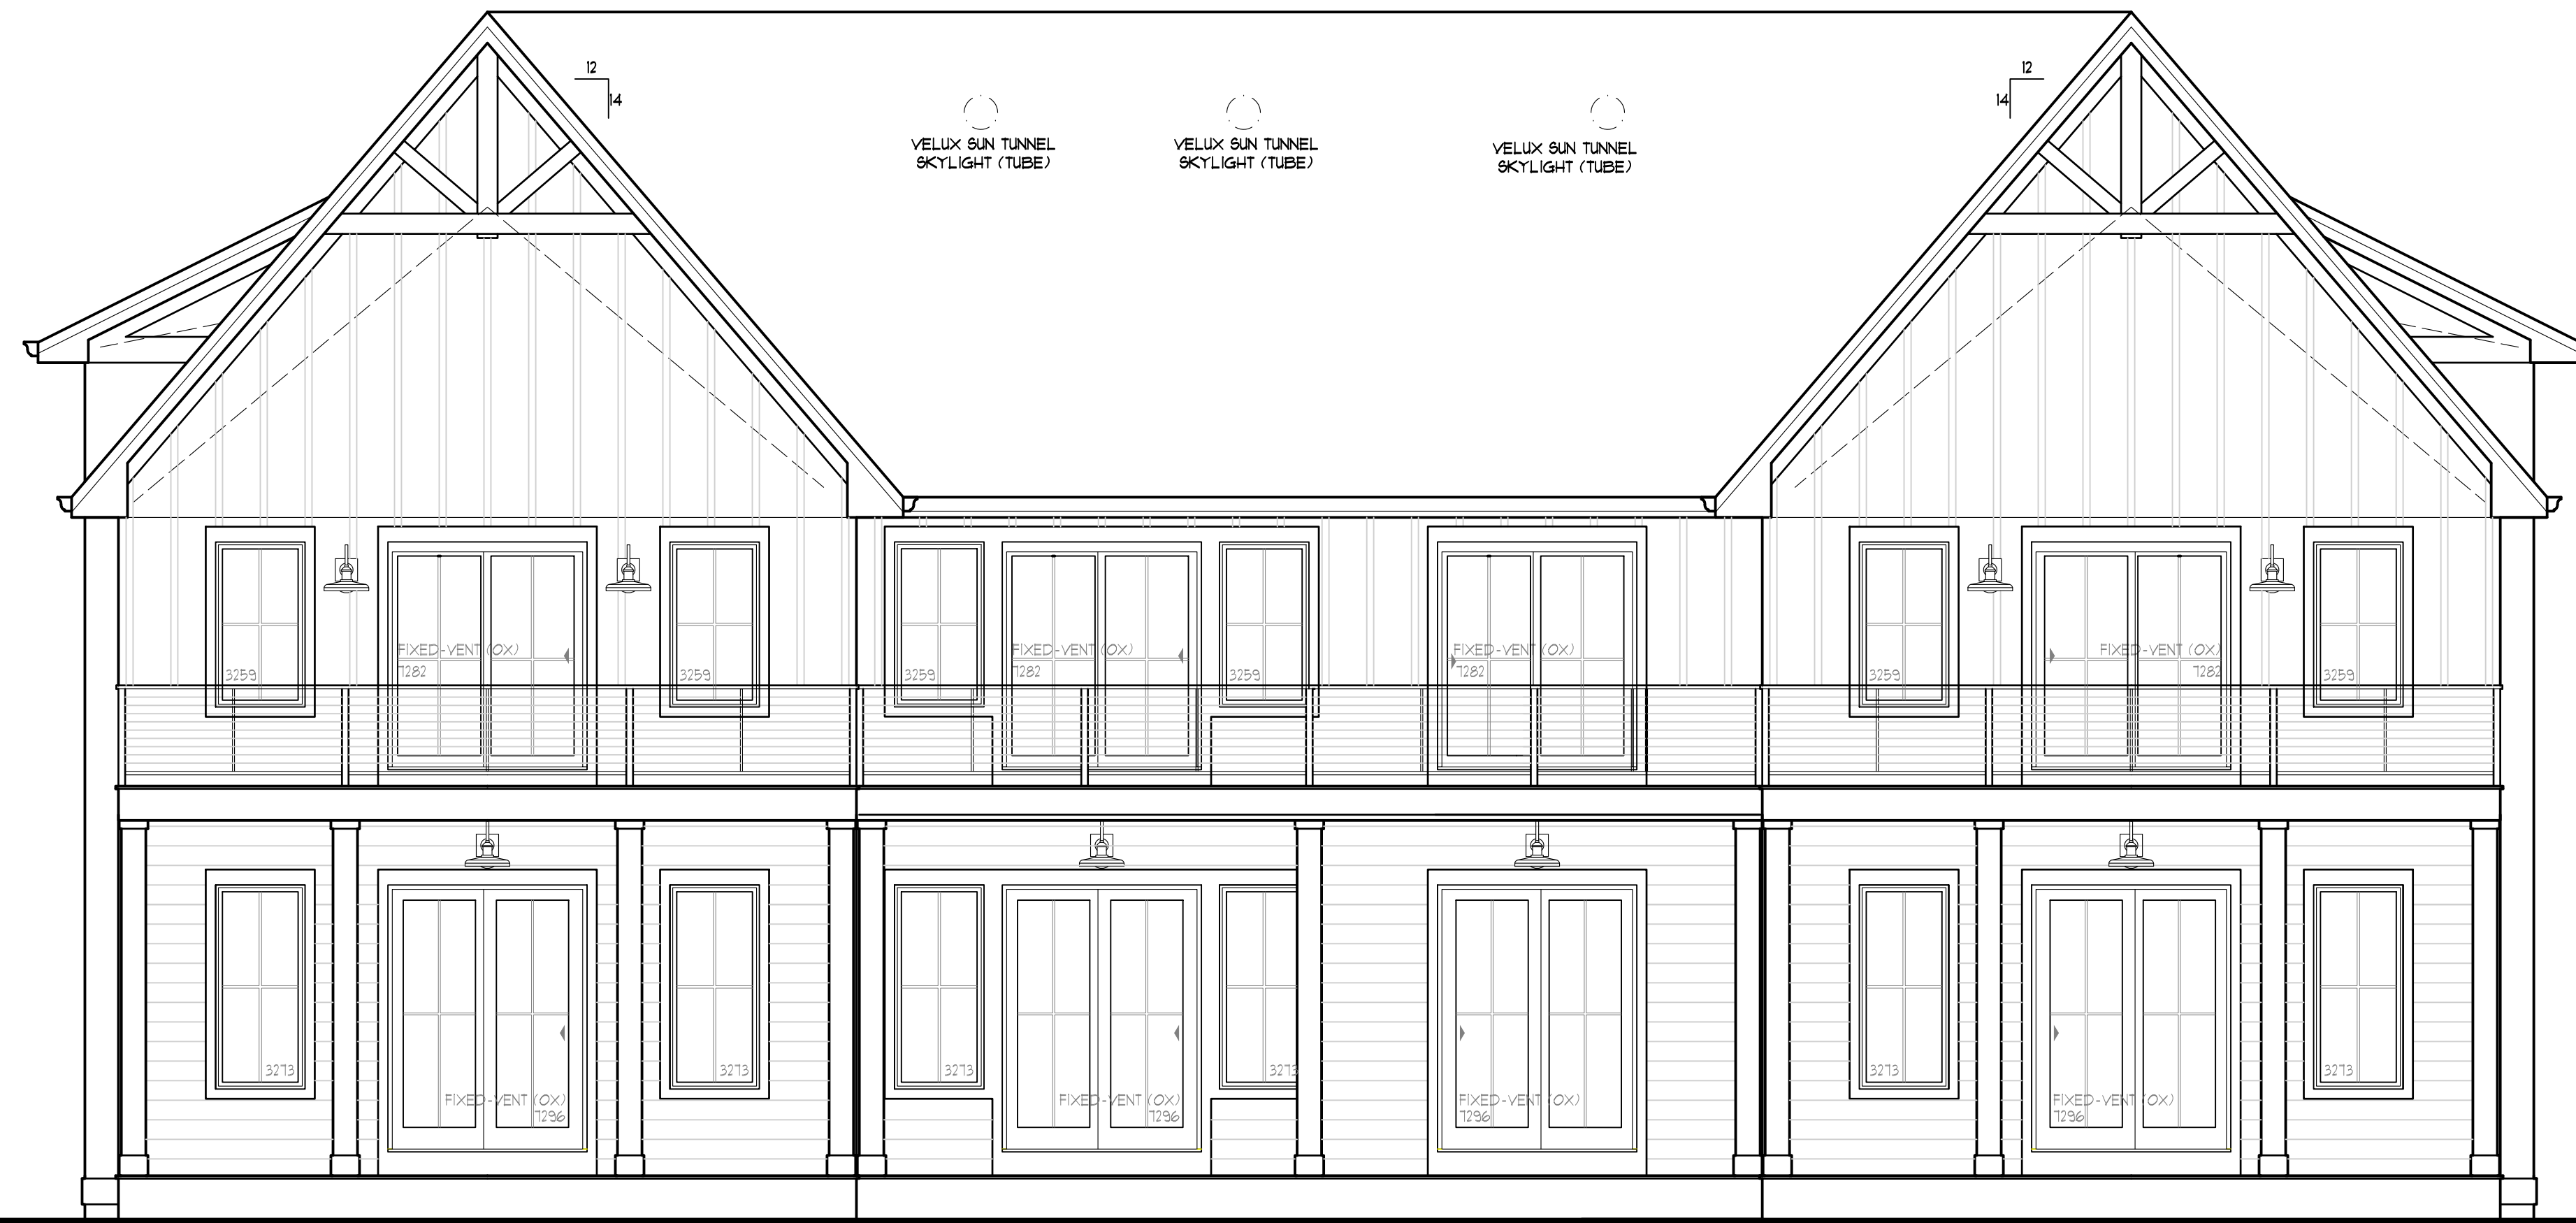 12
14
VELUX SUN TUNNEL
SKYLIGHT (TUBE)
VELUX SUN TUNNEL
SKYLIGHT (TUBE)
VELUX SUN TUNNEL
SKYLIGHT (TUBE)
12
14
3259
FIXED-VENT (OX)
7282
3259
3259
FIXED-VENT (OX)
7282
3259
FIXED-VENT (OX)
7282
3259
FIXED-VENT (OX)
7282
3259
3273
FIXED-VENT (OX)
7296
3273
3273
FIXED-VENT (OX)
7296
3273
FIXED-VENT (OX)
7296
3273
FIXED-VENT (OX)
7296
3273